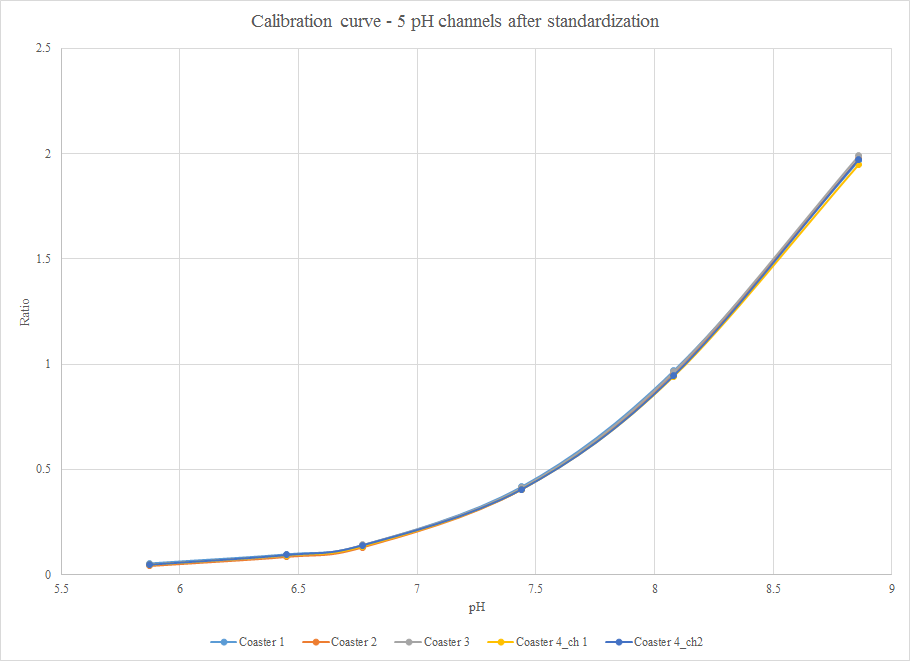 Calibration curve - 5 pH channels after standardization
2.5
2
1.5
1
0.5
0
Ratio
5.5 6 6.5 7 7.5 8 8.5 9
pH
Coaster 1 Coaster 2 Coaster 3 Coaster 4_ch 1 Coaster 4_ch2